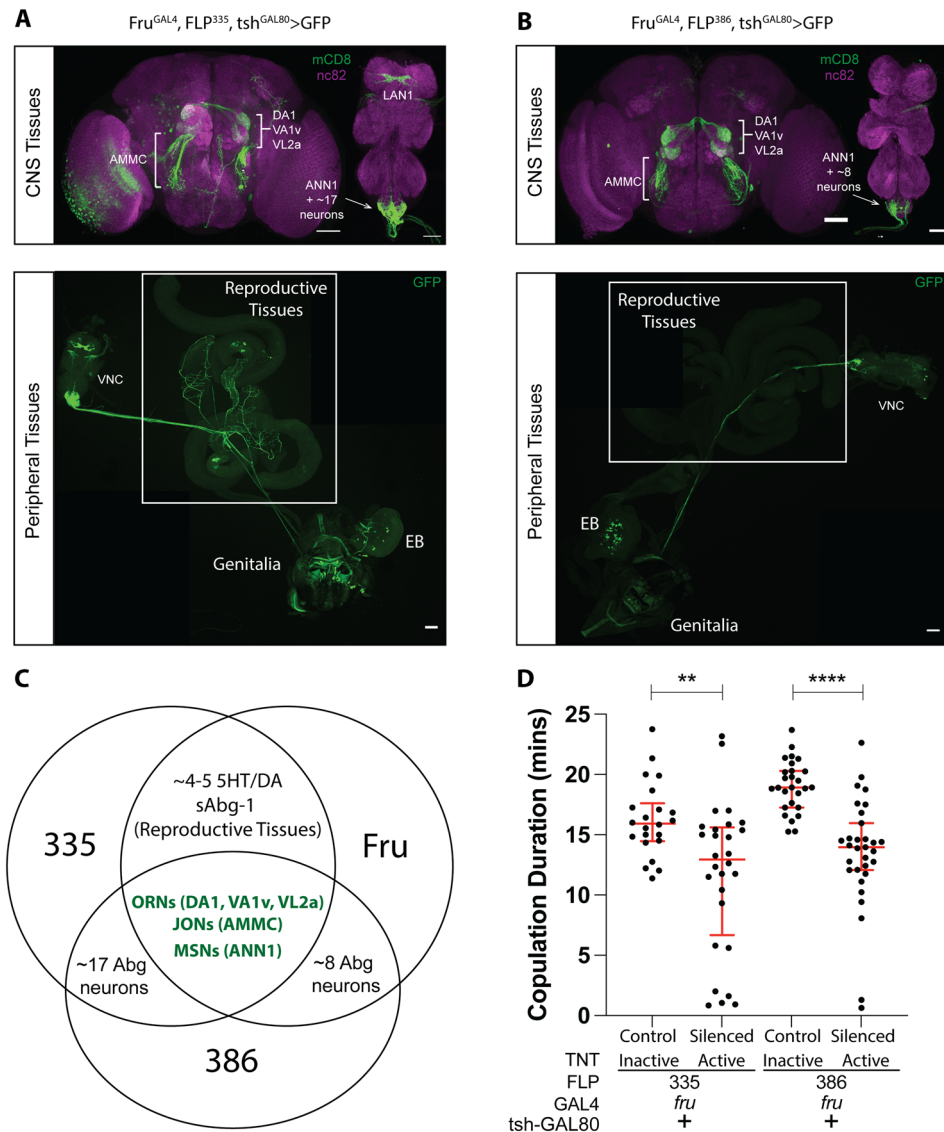 A
Fru^GAL4, FLP^335, tsh^GAL80>GFP
CNS Tissues
mCD8
nc82
LAN1
DA1
VA1v
VL2a
AMMC
ANN1
+ ~17
neurons
Peripheral Tissues
GFP
Reproductive
Tissues
VNC
EB
Genitalia
B
Fru^GAL4, FLP^386, tsh^GAL80>GFP
CNS Tissues
mCD8
nc82
DA1
VA1v
VL2a
AMMC
ANN1
+ ~8
neurons
Peripheral Tissues
GFP
Reproductive
Tissues
VNC
EB
Genitalia
C
~4-5 5HT/DA
sAbg-1
(Reproductive Tissues)
335
Fru
ORNs (DA1, VA1v, VL2a)
JONs (AMMC)
MSNs (ANN1)
~17 Abg
neurons
~8 Abg
neurons
386
D
** ****
Copulation Duration (mins)
25
20
15
10
5
0
Control Silenced Control Silenced
TNT Inactive Active Inactive Active
FLP 335 386
GAL4 fru fru
tsh-GAL80 + +